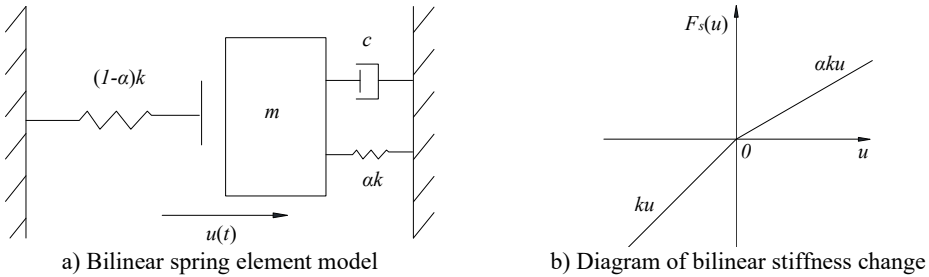 (1-α)k
c
m
αk
u(t)
a) Bilinear spring element model
Fs(u)
αku
0
u
ku
b) Diagram of bilinear stiffness change